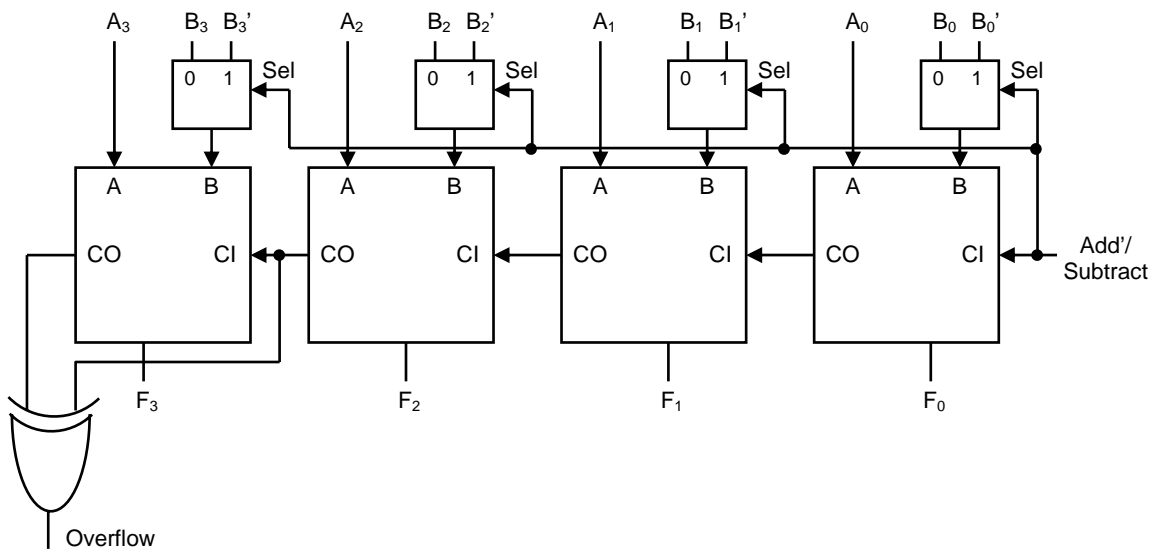 A₃ B₃ B₃’ A₂ B₂ B₂’ A₁ B₁ B₁’ A₀ B₀ B₀’
0 1 Sel 0 1 Sel 0 1 Sel 0 1 Sel
A B A B A B A B
CO CI CO CI CO CI CO CI Add’/
Subtract
F₃ F₂ F₁ F₀
Overflow